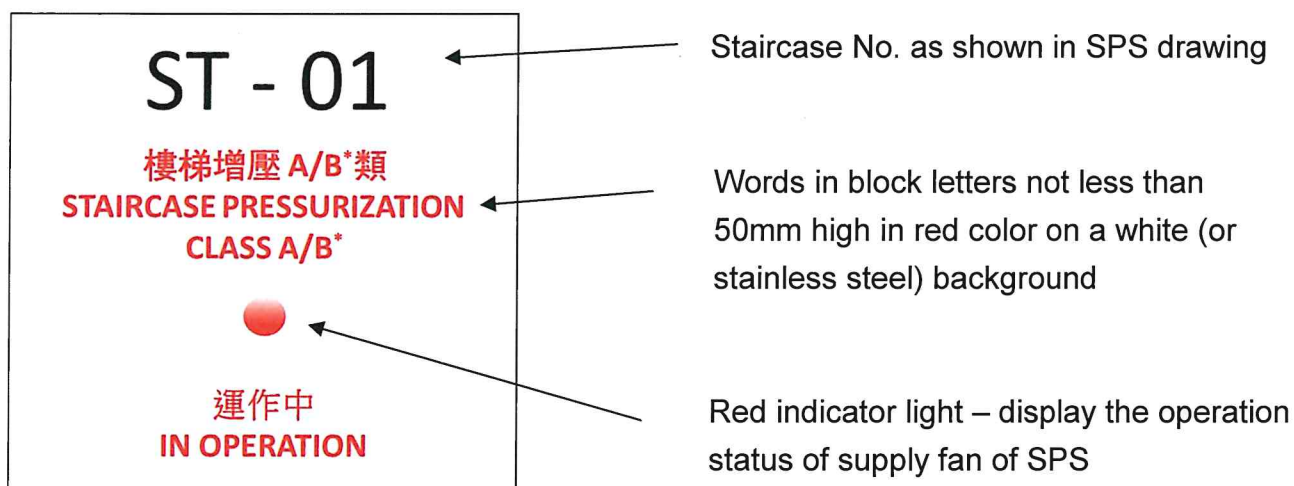 ST - 01
樓梯增壓 A/B*類
STAIRCASE PRESSURIZATION
CLASS A/B*
運作中
IN OPERATION
Staircase No. as shown in SPS drawing
Words in block letters not less than
50mm high in red color on a white (or
stainless steel) background
Red indicator light – display the operation
status of supply fan of SPS